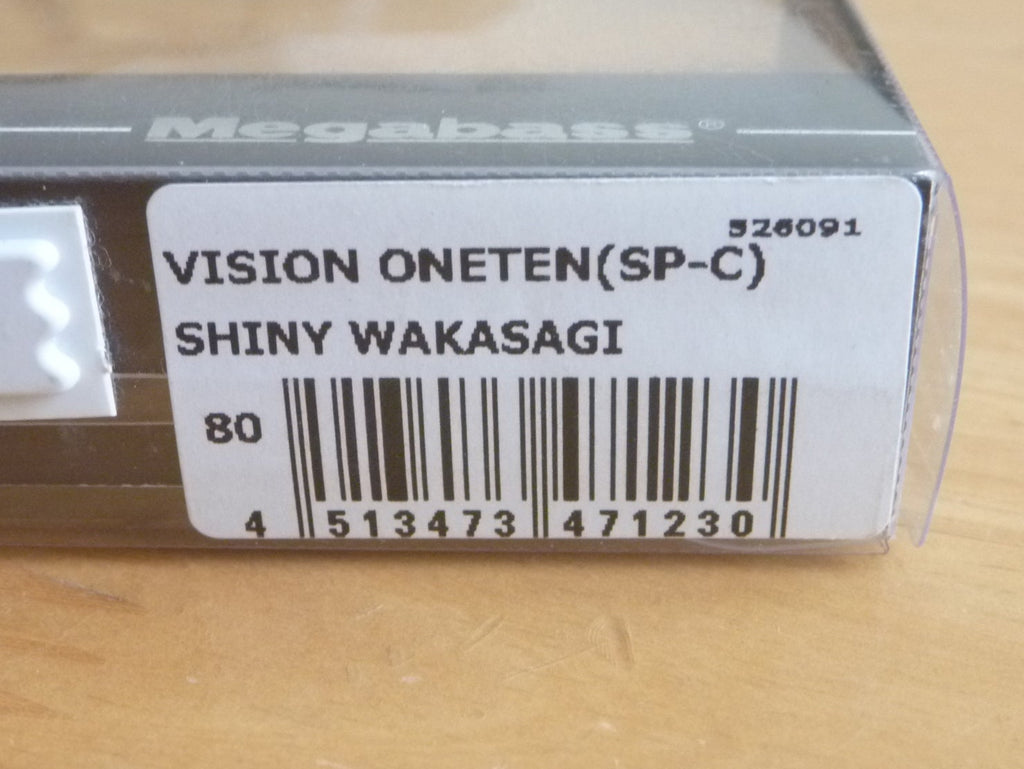 Megabass®
526091
VISION ONETEN(SP-C)
SHINY WAKASAGI
80
4 513473 471230